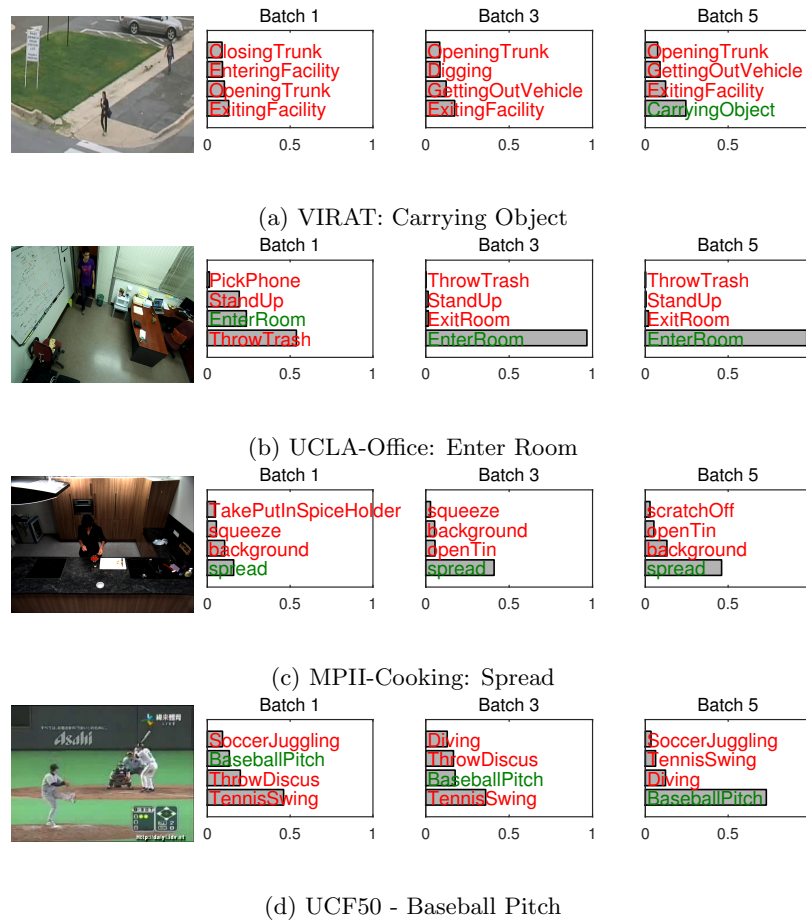 Batch 1
Batch 3
Batch 5
ClosingTrunk
EnteringFacility
OpeningTrunk
ExitingFacility
0
0.5
1
OpeningTrunk
Digging
GettingOutVehicle
ExitingFacility
0
0.5
1
OpeningTrunk
GettingOutVehicle
ExitingFacility
CarryingObject
0
0.5
(a) VIRAT: Carrying Object
Batch 1
Batch 3
Batch 5
PickPhone
StandUp
EnterRoom
ThrowTrash
0
0.5
1
ThrowTrash
StandUp
ExitRoom
EnterRoom
0
0.5
1
ThrowTrash
StandUp
ExitRoom
EnterRoom
0
0.5
(b) UCLA-Office: Enter Room
Batch 1
Batch 3
Batch 5
TakePutInSpiceHolder
squeeze
background
spread
0
0.5
1
squeeze
background
openTin
spread
0
0.5
1
scratchOff
openTin
background
spread
0
0.5
(c) MPII-Cooking: Spread
Asahi
Batch 1
Batch 3
Batch 5
SoccerJuggling
BaseballPitch
ThrowDiscus
TennisSwing
0
0.5
1
Diving
ThrowDiscus
BaseballPitch
TennisSwing
0
0.5
1
SoccerJuggling
TennisSwing
Diving
BaseballPitch
0
0.5
(d) UCF50 - Baseball Pitch